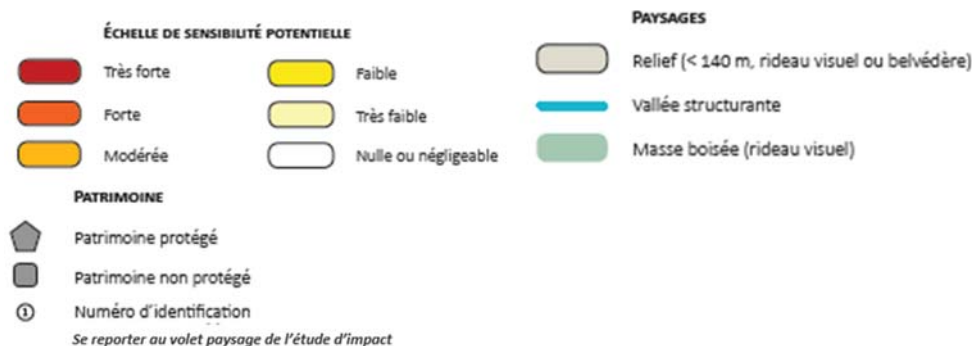 ÉCHELLE DE SENSIBILITÉ POTENTIELLE
Très forte
Forte
Modérée
Faible
Très faible
Nulle ou négligeable
PAYSAGES
Relief (< 140 m, rideau visuel ou belvédère)
Vallée structurante
Masse boisée (rideau visuel)
PATRIMOINE
Patrimoine protégé
Patrimoine non protégé
1 Numéro d'identification
Se reporter au volet paysage de l'étude d'impact